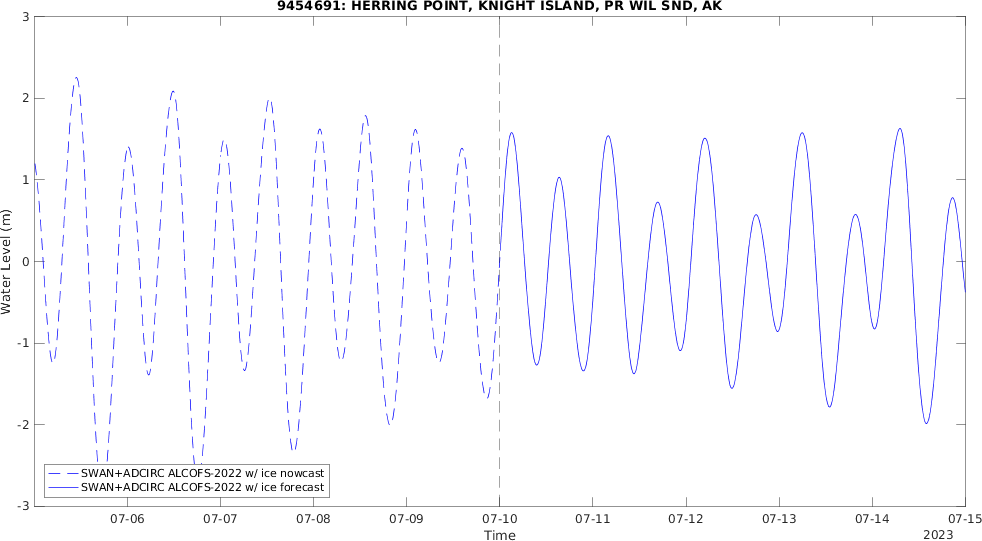 9454691: HERRING POINT, KNIGHT ISLAND, PR WIL SND, AK
3
2
1
0
-1
-2
-3
Water Level (m)
SWAN+ADCIRC ALCOFS-2022 w/ ice nowcast
SWAN+ADCIRC ALCOFS-2022 w/ ice forecast
07-06 07-07 07-08 07-09 07-10 07-11 07-12 07-13 07-14 07-15
Time
2023